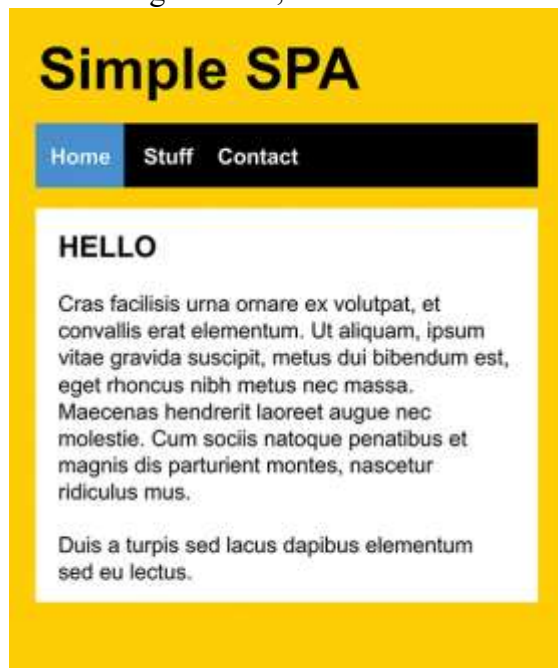 Simple SPA
Home Stuff Contact
HELLO
Cras facilisis urna ornare ex volutpat, et
convallis erat elementum. Ut aliquam, ipsum
vitae gravida suscipit, metus dui bibendum est,
eget rhoncus nibh metus nec massa.
Maecenas hendrerit laoreet augue nec
molestie. Cum sociis natoque penatibus et
magnis dis parturient montes, nascetur
ridiculus mus.
Duis a turpis sed lacus dapibus elementum
sed eu lectus.